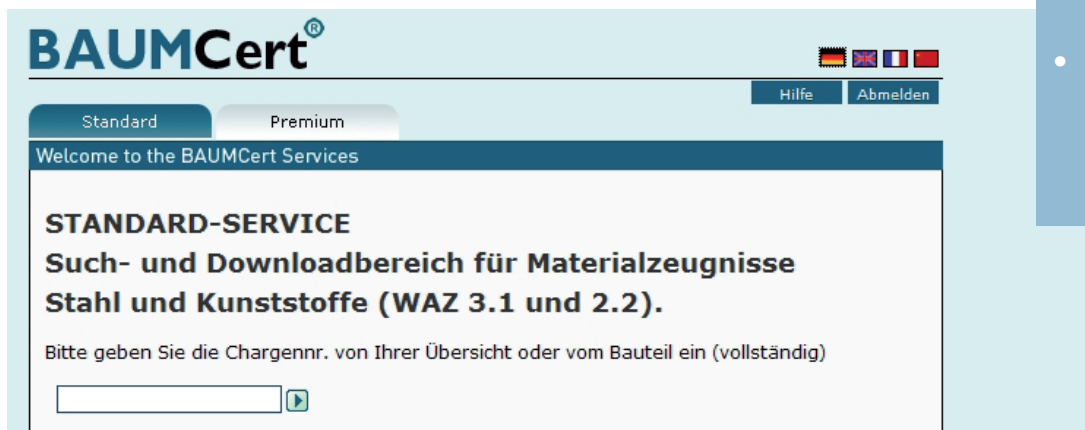 BAUMCert®
Hilfe Abmelden
Standard Premium
Welcome to the BAUMCert Services
STANDARD-SERVICE
Such- und Downloadbereich für Materialzeugnisse
Stahl und Kunststoffe (WAZ 3.1 und 2.2).
Bitte geben Sie die Chargennr. von Ihrer Übersicht oder vom Bauteil ein (vollständig)